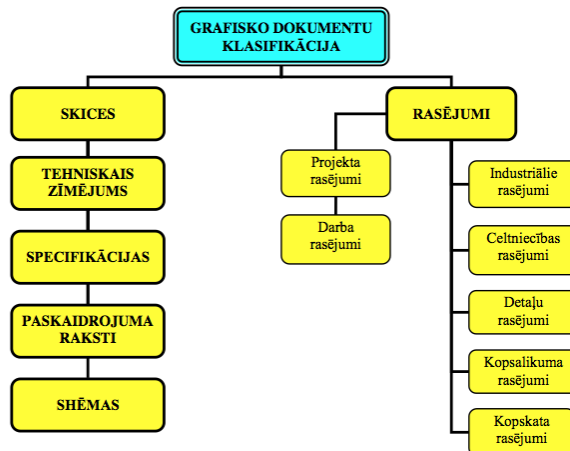 GRAFISKO DOKUMENTU
KLASIFIKĀCIJA
SKICES
TEHNISKAIS
ZĪMĒJUMS
SPECIFIKĀCIJAS
PASKAIDROJUMA
RAKSTI
SHĒMAS
RASĒJUMI
Projekta
rasējumi
Darba
rasējumi
Industriālie
rasējumi
Celtniecības
rasējumi
Detaļu
rasējumi
Kopsalikuma
rasējumi
Kopskata
rasējumi